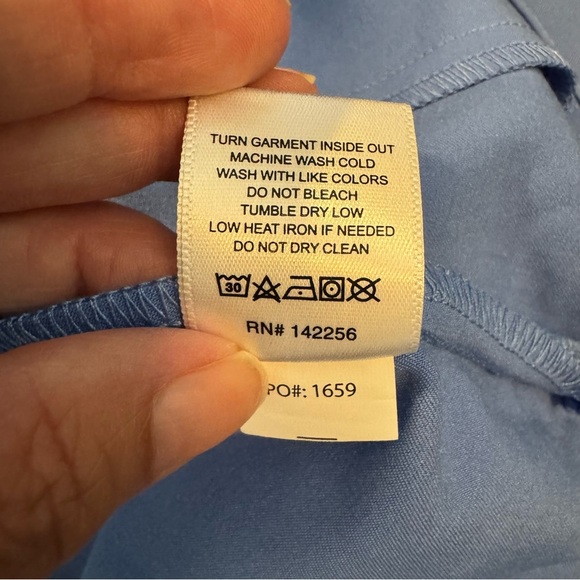 TURN GARMENT INSIDE OUT
MACHINE WASH COLD
WASH WITH LIKE COLORS
DO NOT BLEACH
TUMBLE DRY LOW
LOW HEAT IRON IF NEEDED
DO NOT DRY CLEAN
30
RN# 142256
PO#: 1659